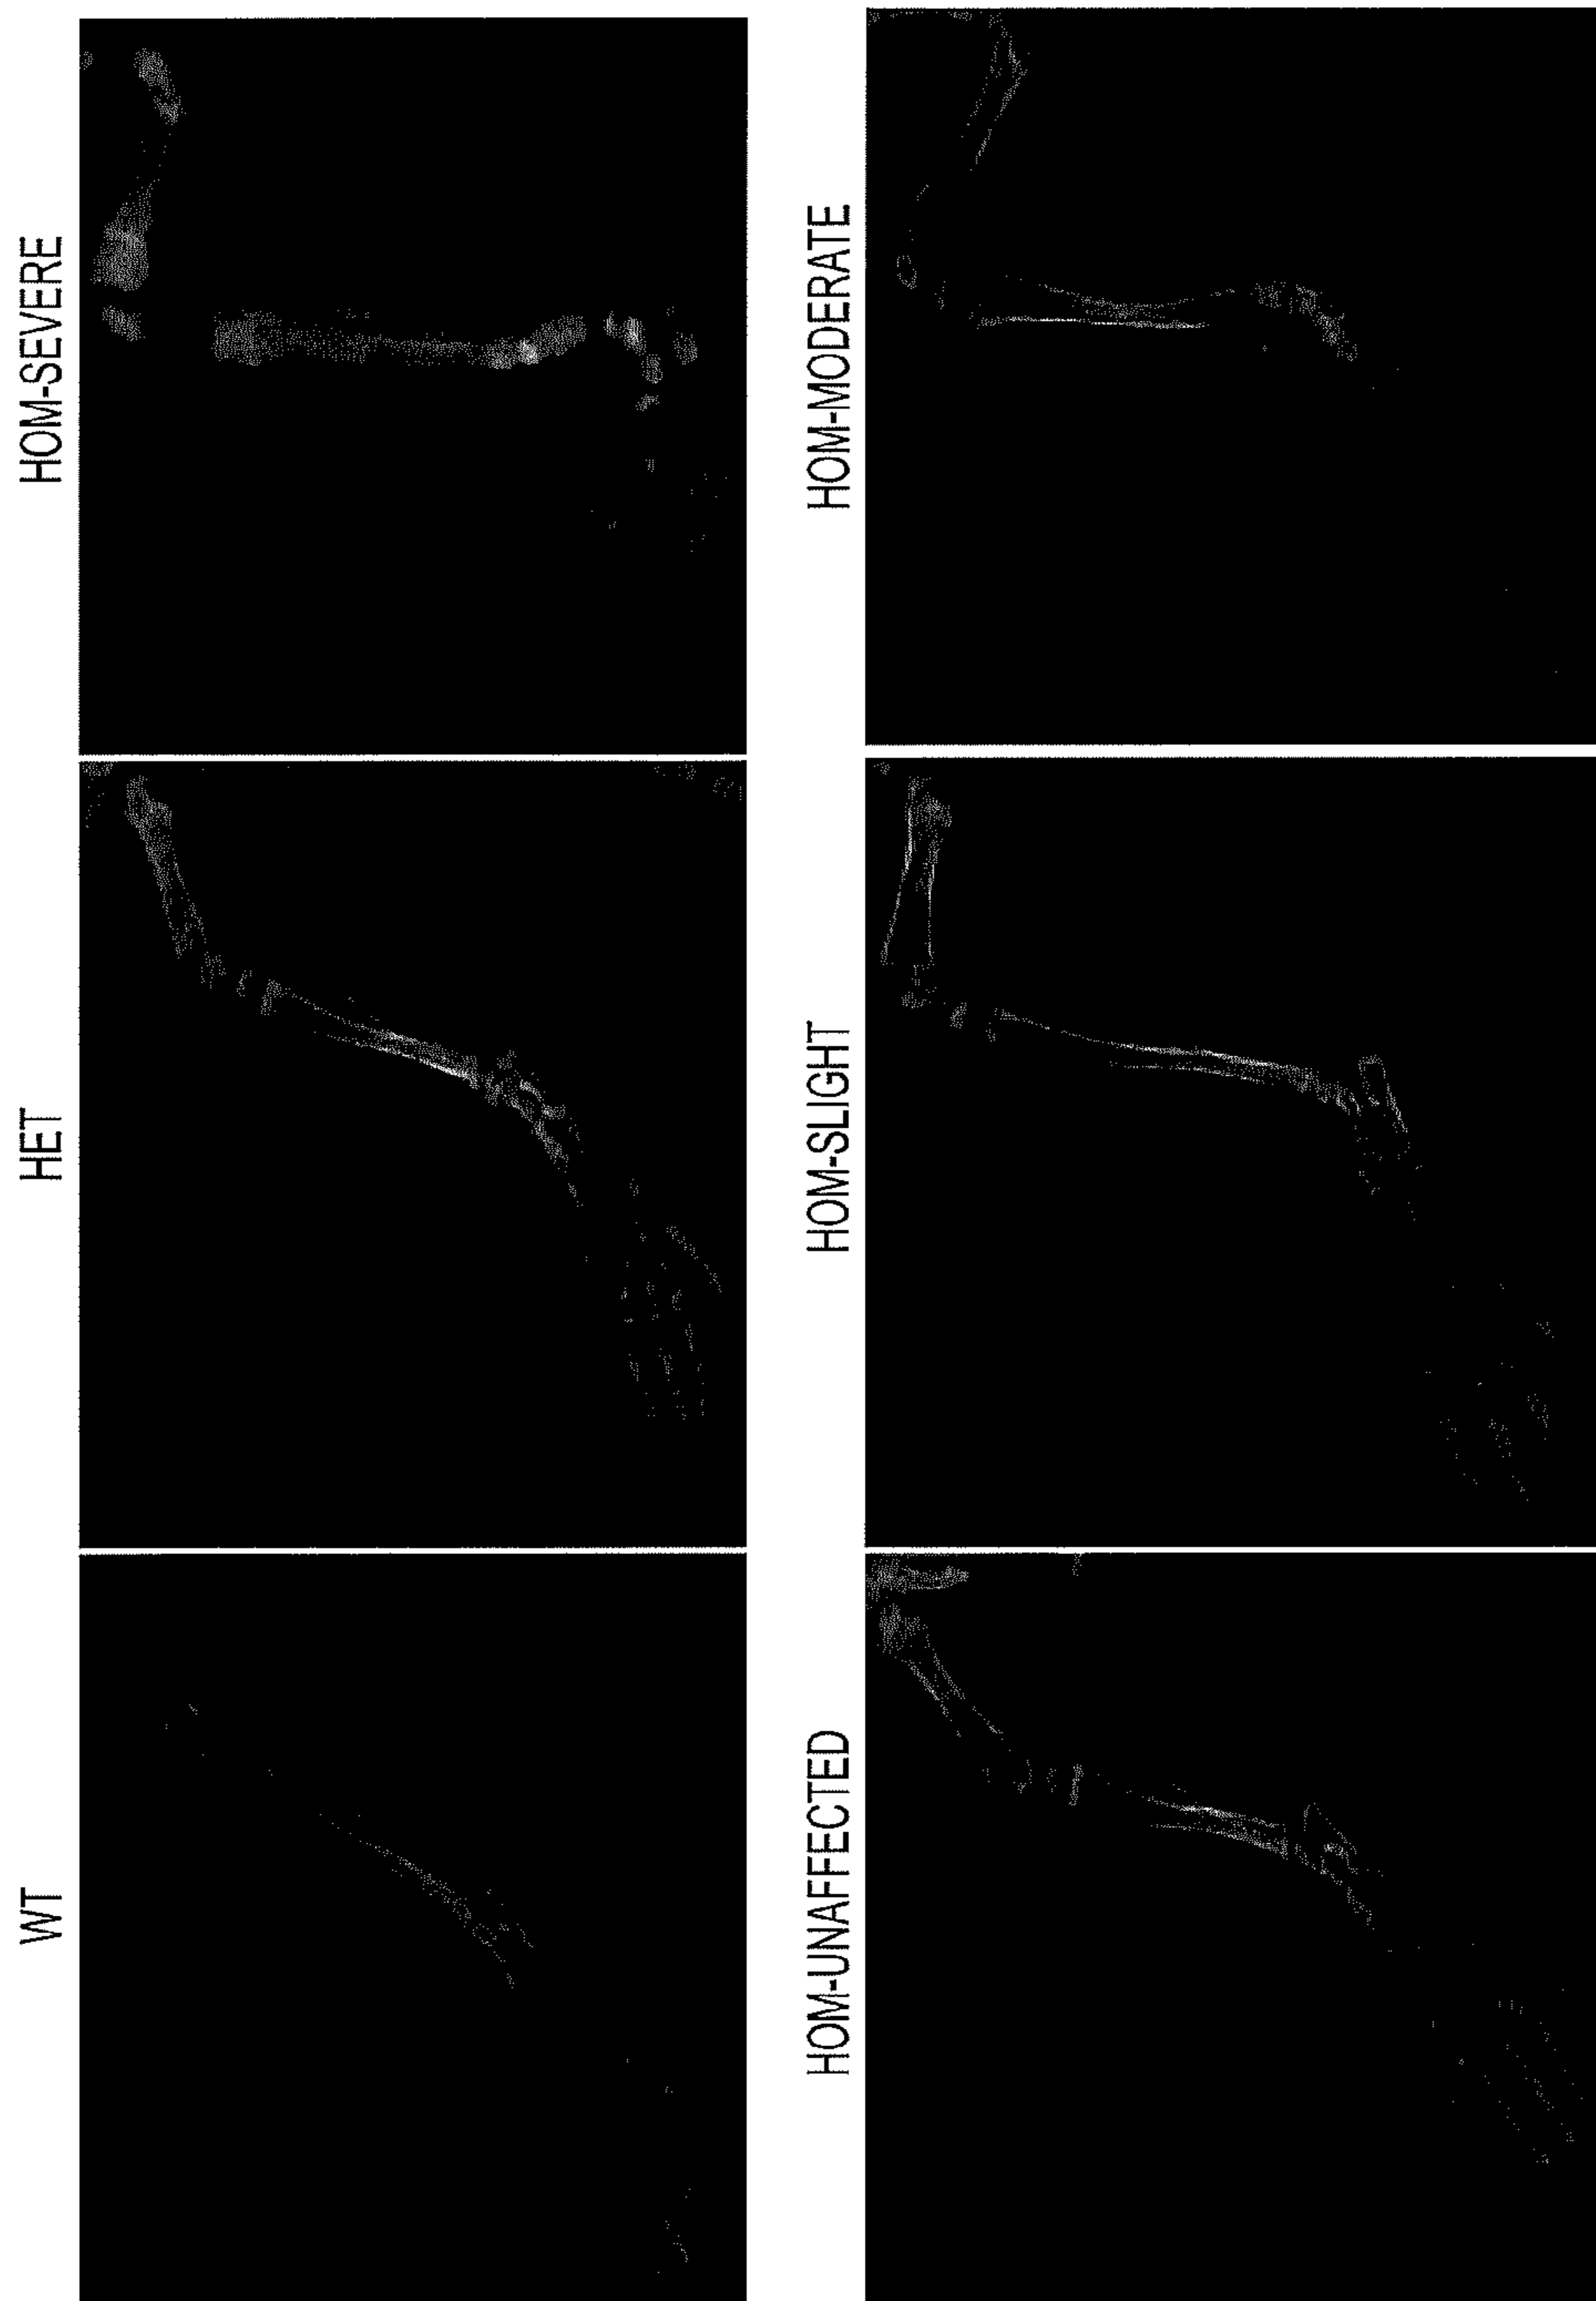 WT
HET
HOM-SEVERE
HOM-UNAFFECTED
HOM-SLIGHT
HOM-MODERATE